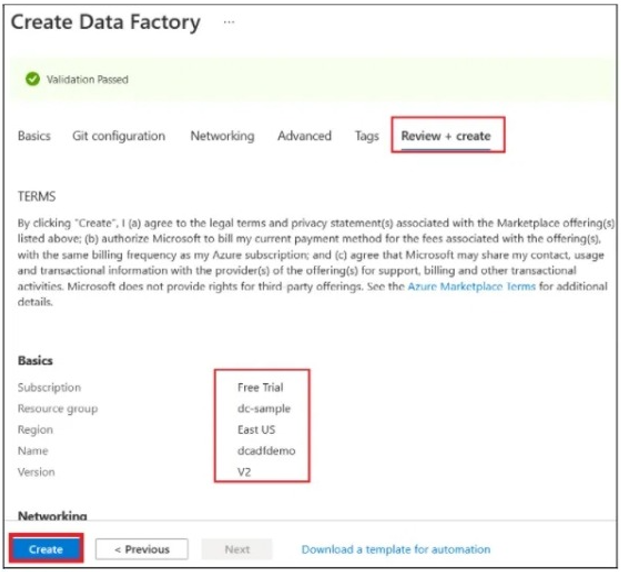 Create Data Factory ...
Validation Passed
Basics Git configuration Networking Advanced Tags Review + create
TERMS
By clicking "Create", I (a) agree to the legal terms and privacy statement(s) associated with the Marketplace offering(s)
listed above; (b) authorize Microsoft to bill my current payment method for the fees associated with the offering(s),
with the same billing frequency as my Azure subscription; and (c) agree that Microsoft may share my contact, usage
and transactional information with the provider(s) of the offering(s) for support, billing and other transactional
activities. Microsoft does not provide rights for third-party offerings. See the Azure Marketplace Terms for additional
details.
Basics
Subscription Free Trial
Resource group dc-sample
Region East US
Name dcadfdemo
Version V2
Networking
Create < Previous Next Download a template for automation